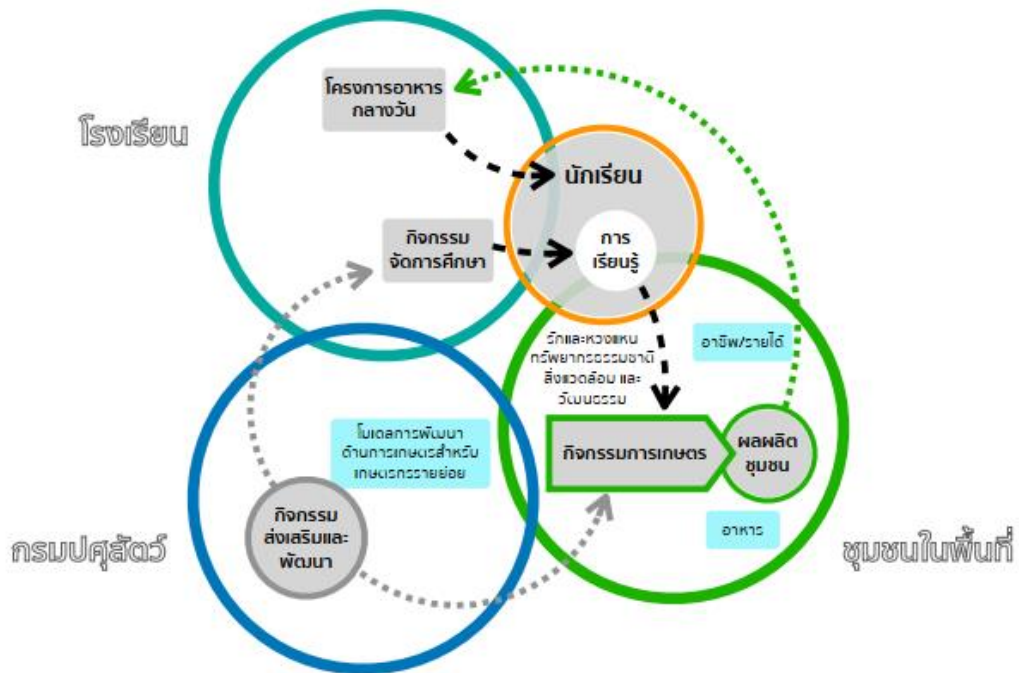 โครงการอาหาร
กลางวัน
โรงเรียน
นักเรียน
กิจกรรม
จัดการศึกษา
การ
เรียนรู้
รักและหวงแหน
ทรัพยากรธรรมชาติ
สิ่งแวดล้อม และ
วัฒนธรรม
อาชีพ/รายได้
โมเดลการพัฒนา
ด้านการเกษตรสำหรับ
เกษตรกรรายย่อย
กิจกรรมการเกษตร
ผลผลิต
ชุมชน
กิจกรรม
ส่งเสริมและ
พัฒนา
อาหาร
กรมปศุสัตว์
ชุมชนในพื้นที่